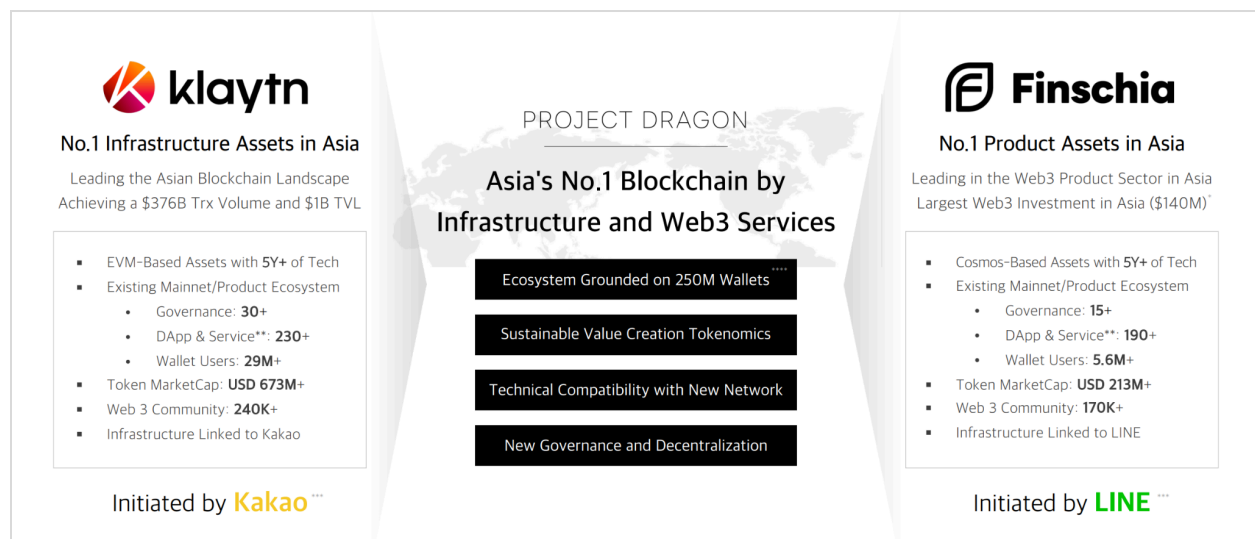 klaytn
No.1 Infrastructure Assets in Asia
Leading the Asian Blockchain Landscape
Achieving a $376B Trx Volume and $1B TVL
▪ EVM-Based Assets with 5Y+ of Tech
▪ Existing Mainnet/Product Ecosystem
• Governance: 30+
• DApp & Service**: 230+
• Wallet Users: 29M+
▪ Token MarketCap: USD 673M+
▪ Web 3 Community: 240K+
▪ Infrastructure Linked to Kakao
Initiated by Kakao ***
PROJECT DRAGON
Asia's No.1 Blockchain by
Infrastructure and Web3 Services
Ecosystem Grounded on 250M Wallets ****
Sustainable Value Creation Tokenomics
Technical Compatibility with New Network
New Governance and Decentralization
Finschia
No.1 Product Assets in Asia
Leading in the Web3 Product Sector in Asia
Largest Web3 Investment in Asia ($140M)*
▪ Cosmos-Based Assets with 5Y+ of Tech
▪ Existing Mainnet/Product Ecosystem
• Governance: 15+
• DApp & Service**: 190+
• Wallet Users: 5.6M+
▪ Token MarketCap: USD 213M+
▪ Web 3 Community: 170K+
▪ Infrastructure Linked to LINE
Initiated by LINE ***